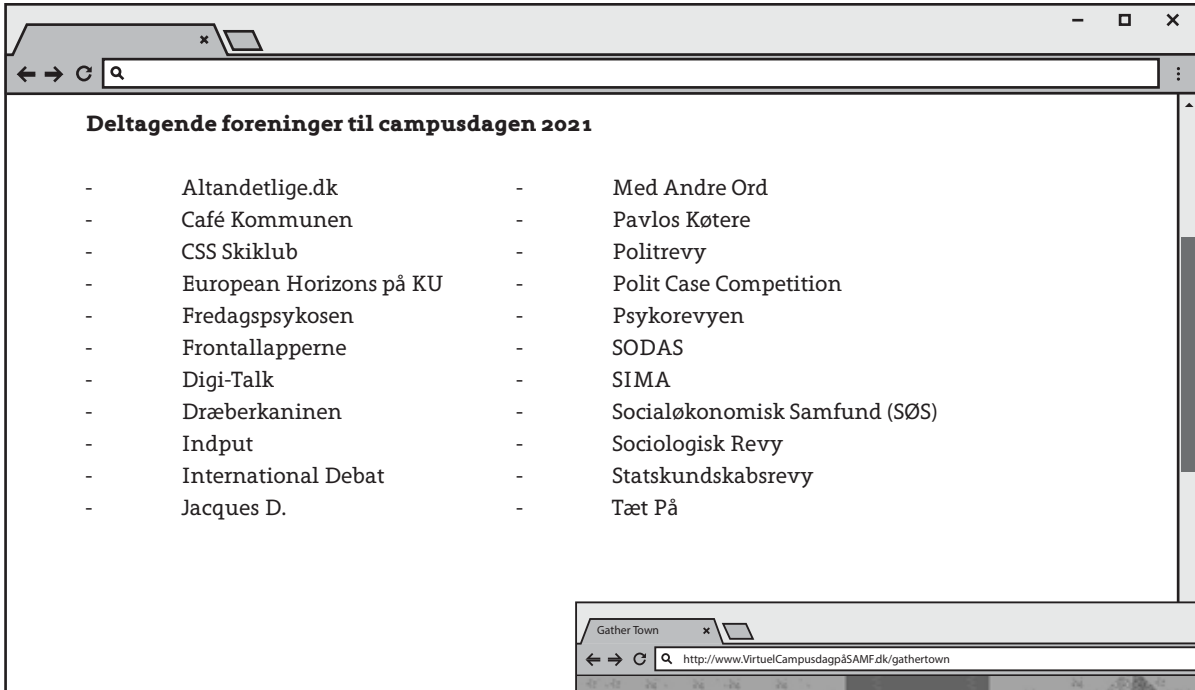 Deltagende foreninger til campusdagen 2021
- Altandetlige.dk
- Café Kommunen
- CSS Skiklub
- European Horizons på KU
- Fredagspsykosen
- Frontallapperne
- Digi-Talk
- Dræberkaninen
- Indput
- International Debat
- Jacques D.
- Med Andre Ord
- Pavlos Køtere
- Politrevy
- Polit Case Competition
- Psykorevyen
- SODAS
- SIMA
- Socialøkonomisk Samfund (SØS)
- Sociologisk Revy
- Statskundskabsrevy
- Tæt På
Gather Town
http://www.VirtuelCampusdagpåSAMF.dk/gathertown